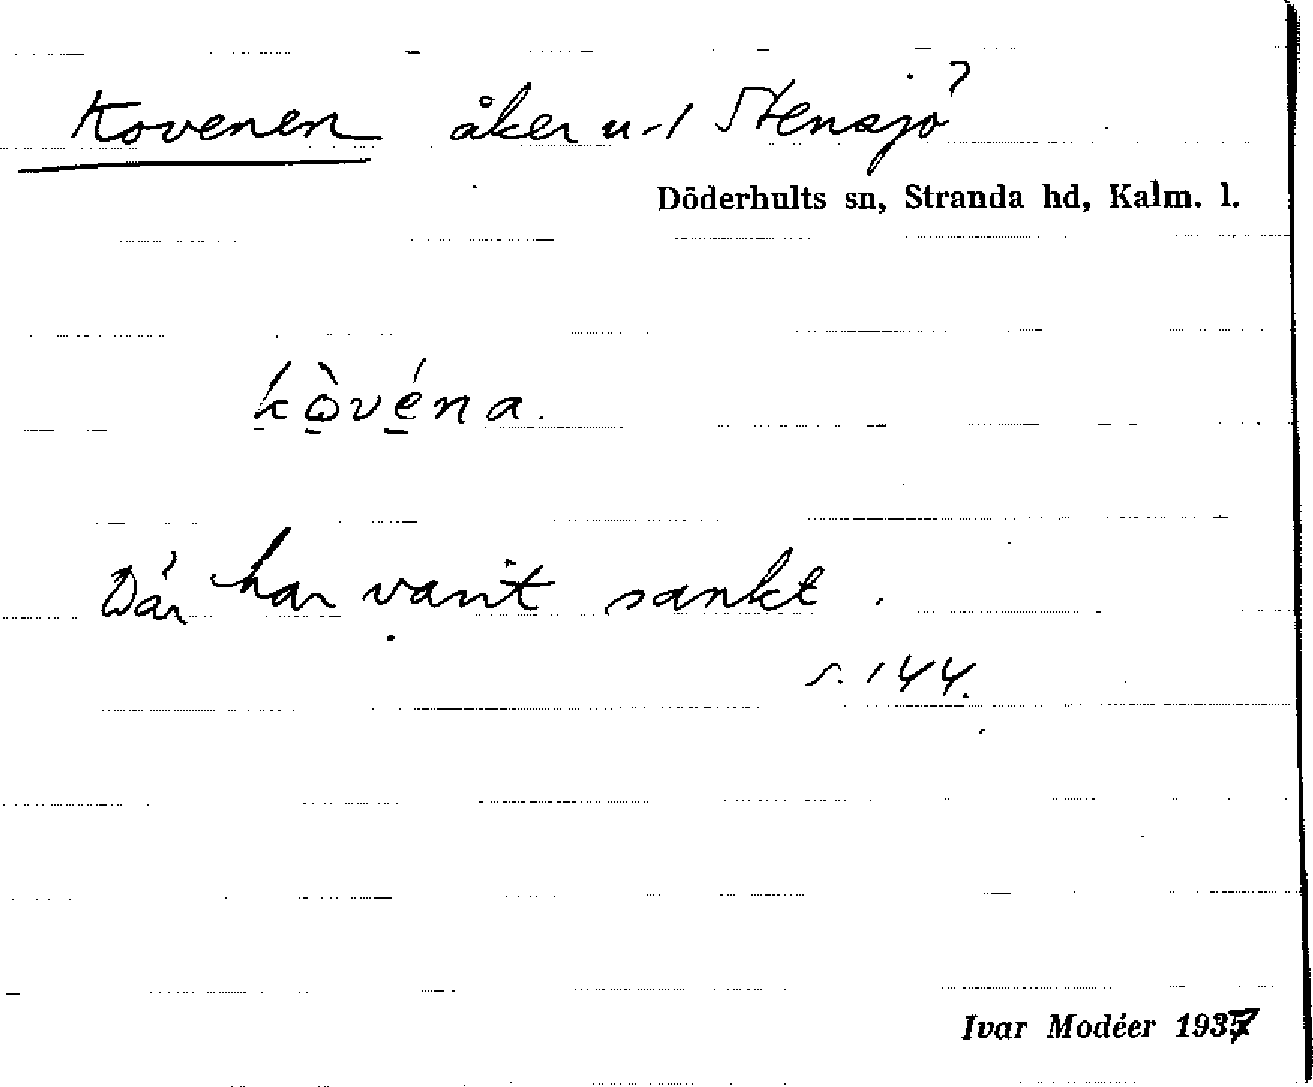 Kovenen åker u-l Stensjö
Döderhults sn, Stranda hd, Kalm. l.
kòvéna.
Där har varit sankt.
s. 144.
Ivar Modéer 1937